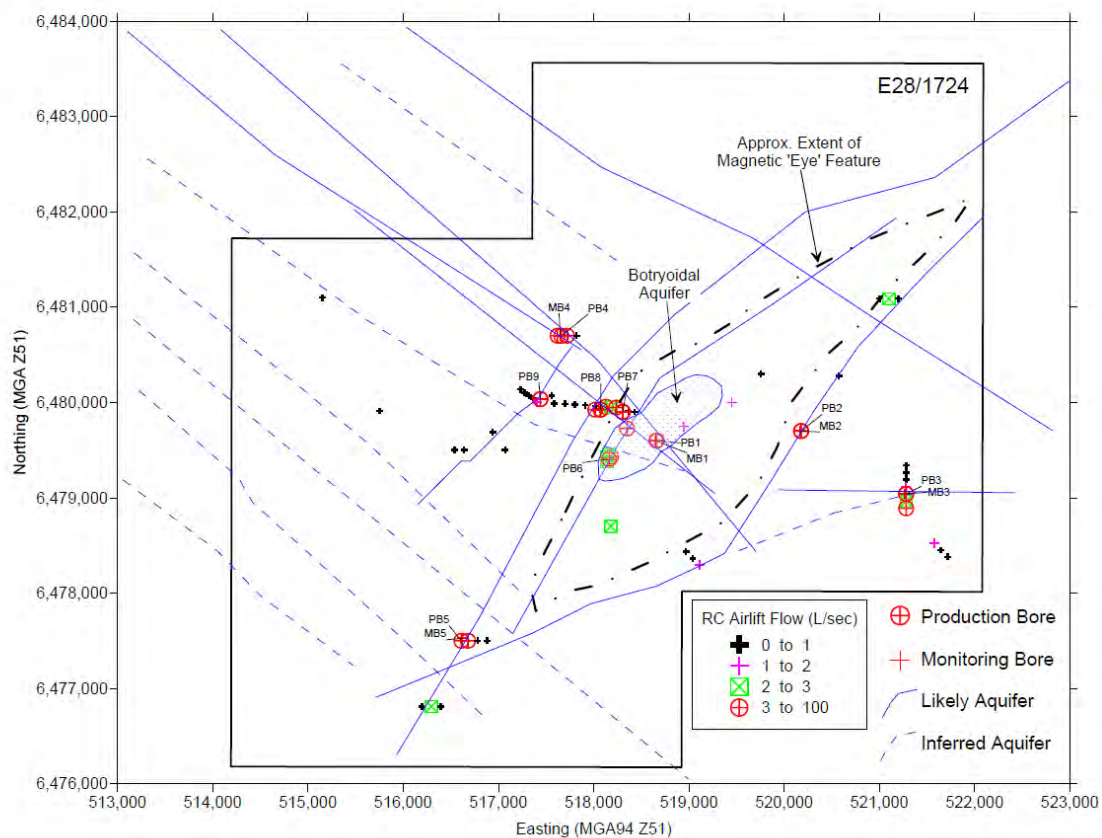 6,484,000
6,483,000
6,482,000
6,481,000
6,480,000
6,479,000
6,478,000
6,477,000
6,476,000
Northing (MGA Z51)
E28/1724
Approx. Extent of
Magnetic 'Eye' Feature
Botryoidal
Aquifer
MB4
PB4
PB9
PB8
PB7
PB1
MB1
PB6
PB2
MB2
PB3
MB3
PB5
MB5
RC Airlift Flow (L/sec)
0 to 1
1 to 2
2 to 3
3 to 100
Production Bore
Monitoring Bore
Likely Aquifer
Inferred Aquifer
513,000 514,000 515,000 516,000 517,000 518,000 519,000 520,000 521,000 522,000 523,000
Easting (MGA94 Z51)